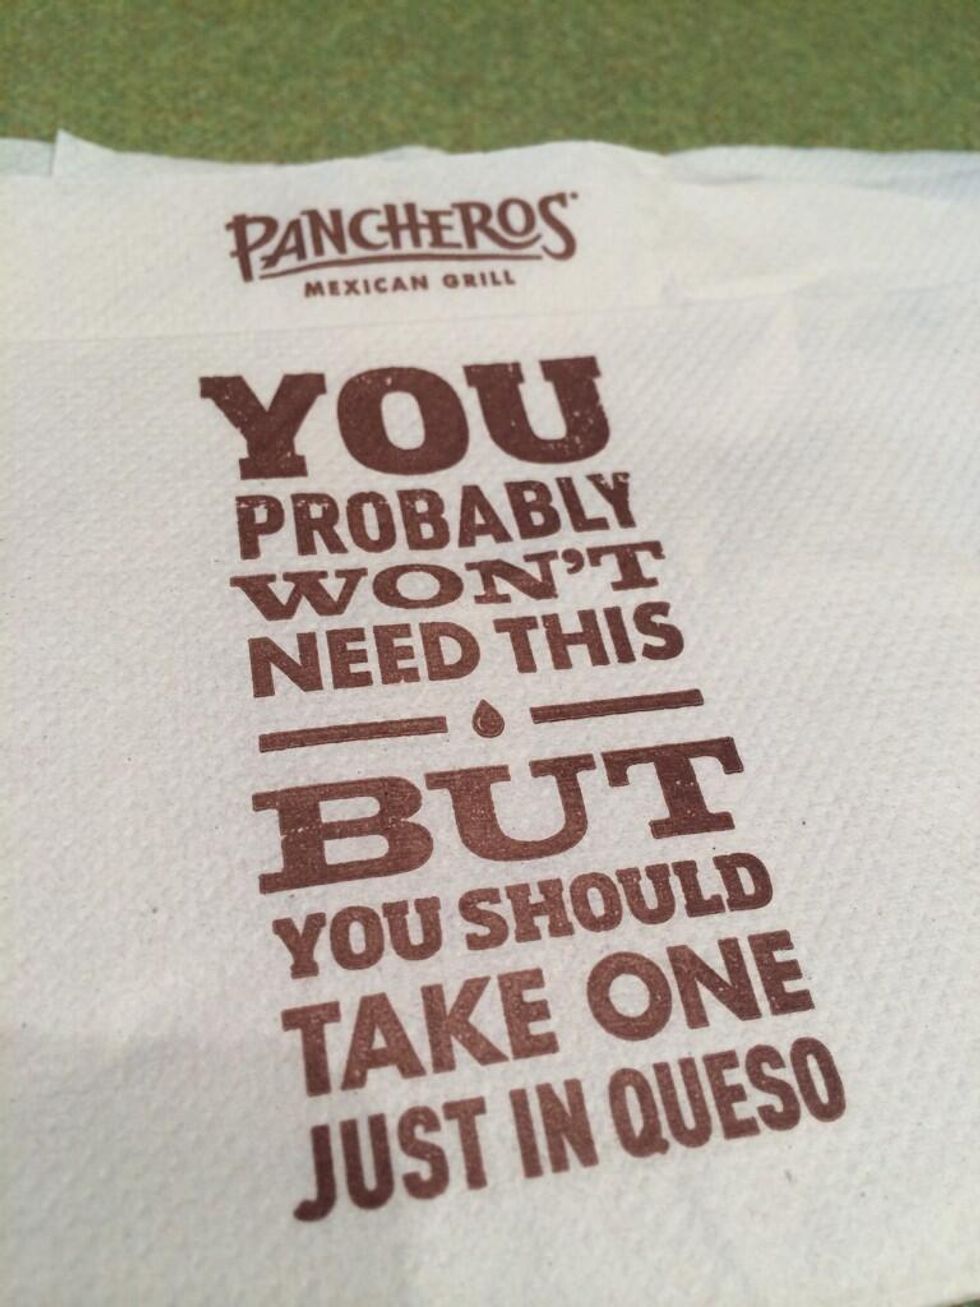 PANCHEROS
MEXICAN GRILL
YOU
PROBABLY
WON'T
NEED THIS
BUT
YOU SHOULD
TAKE ONE
JUST IN QUESO